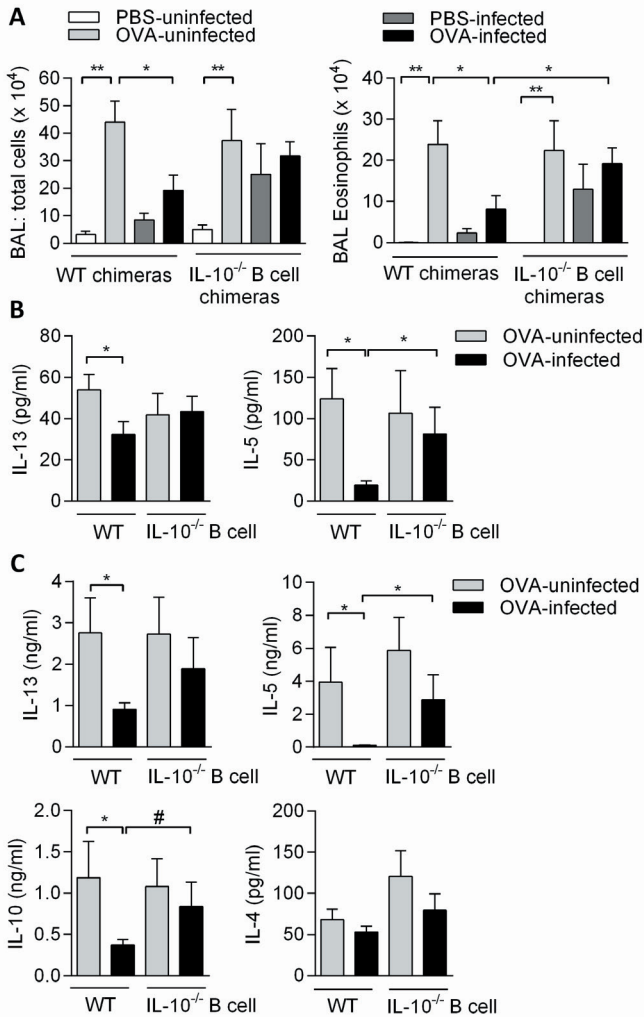 A
PBS-uninfected
OVA-uninfected
PBS-infected
OVA-infected
BAL: total cells (x 10⁴)
60
50
40
30
20
10
0
**
*
**
WT chimeras
IL-10⁻/⁻ B cell
chimeras
BAL Eosinophils (x 10⁴)
40
30
20
10
0
**
*
*
**
WT chimeras
IL-10⁻/⁻ B cell
chimeras
B
OVA-uninfected
OVA-infected
IL-13 (pg/ml)
80
60
40
20
0
*
WT
IL-10⁻/⁻ B cell
IL-5 (pg/ml)
200
150
100
50
0
*
*
WT
IL-10⁻/⁻ B cell
C
OVA-uninfected
OVA-infected
IL-13 (ng/ml)
4
3
2
1
0
*
WT
IL-10⁻/⁻ B cell
IL-5 (ng/ml)
10
8
6
4
2
0
*
*
WT
IL-10⁻/⁻ B cell
IL-10 (ng/ml)
2.0
1.5
1.0
0.5
0.0
*
#
WT
IL-10⁻/⁻ B cell
IL-4 (pg/ml)
200
150
100
50
0
WT
IL-10⁻/⁻ B cell